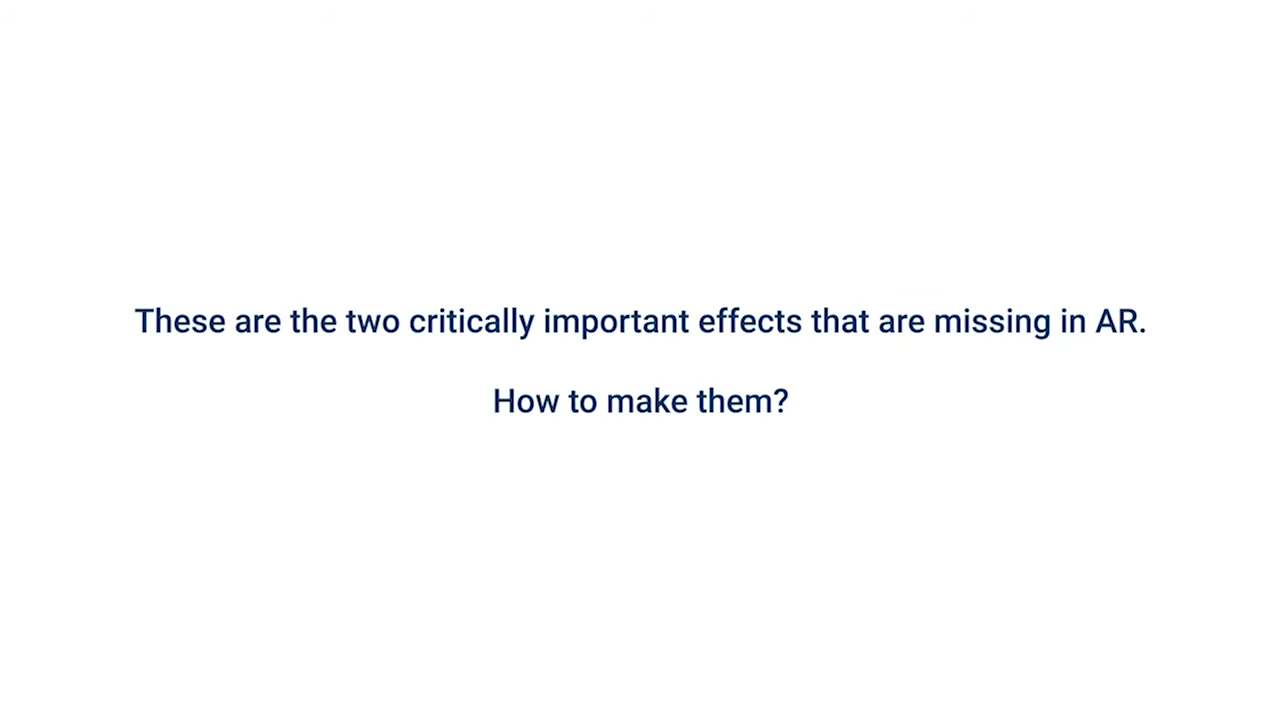 These are the two critically important effects that are missing in AR.
How to make them?